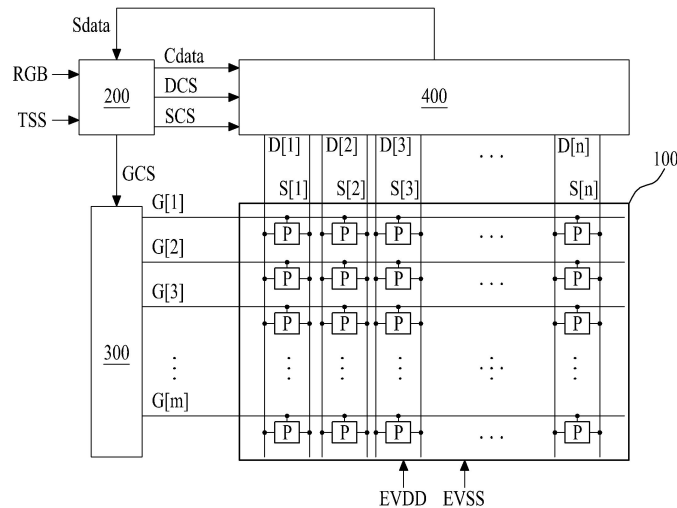 Sdata
RGB
TSS
200
Cdata
DCS
SCS
400
GCS
D[1] D[2] D[3] ... D[n]
100
S[1] S[2] S[3] S[n]
G[1]
P P P ... P
G[2]
P P P ... P
G[3]
P P P P
300
G[m]
P P P ... P
EVDD EVSS